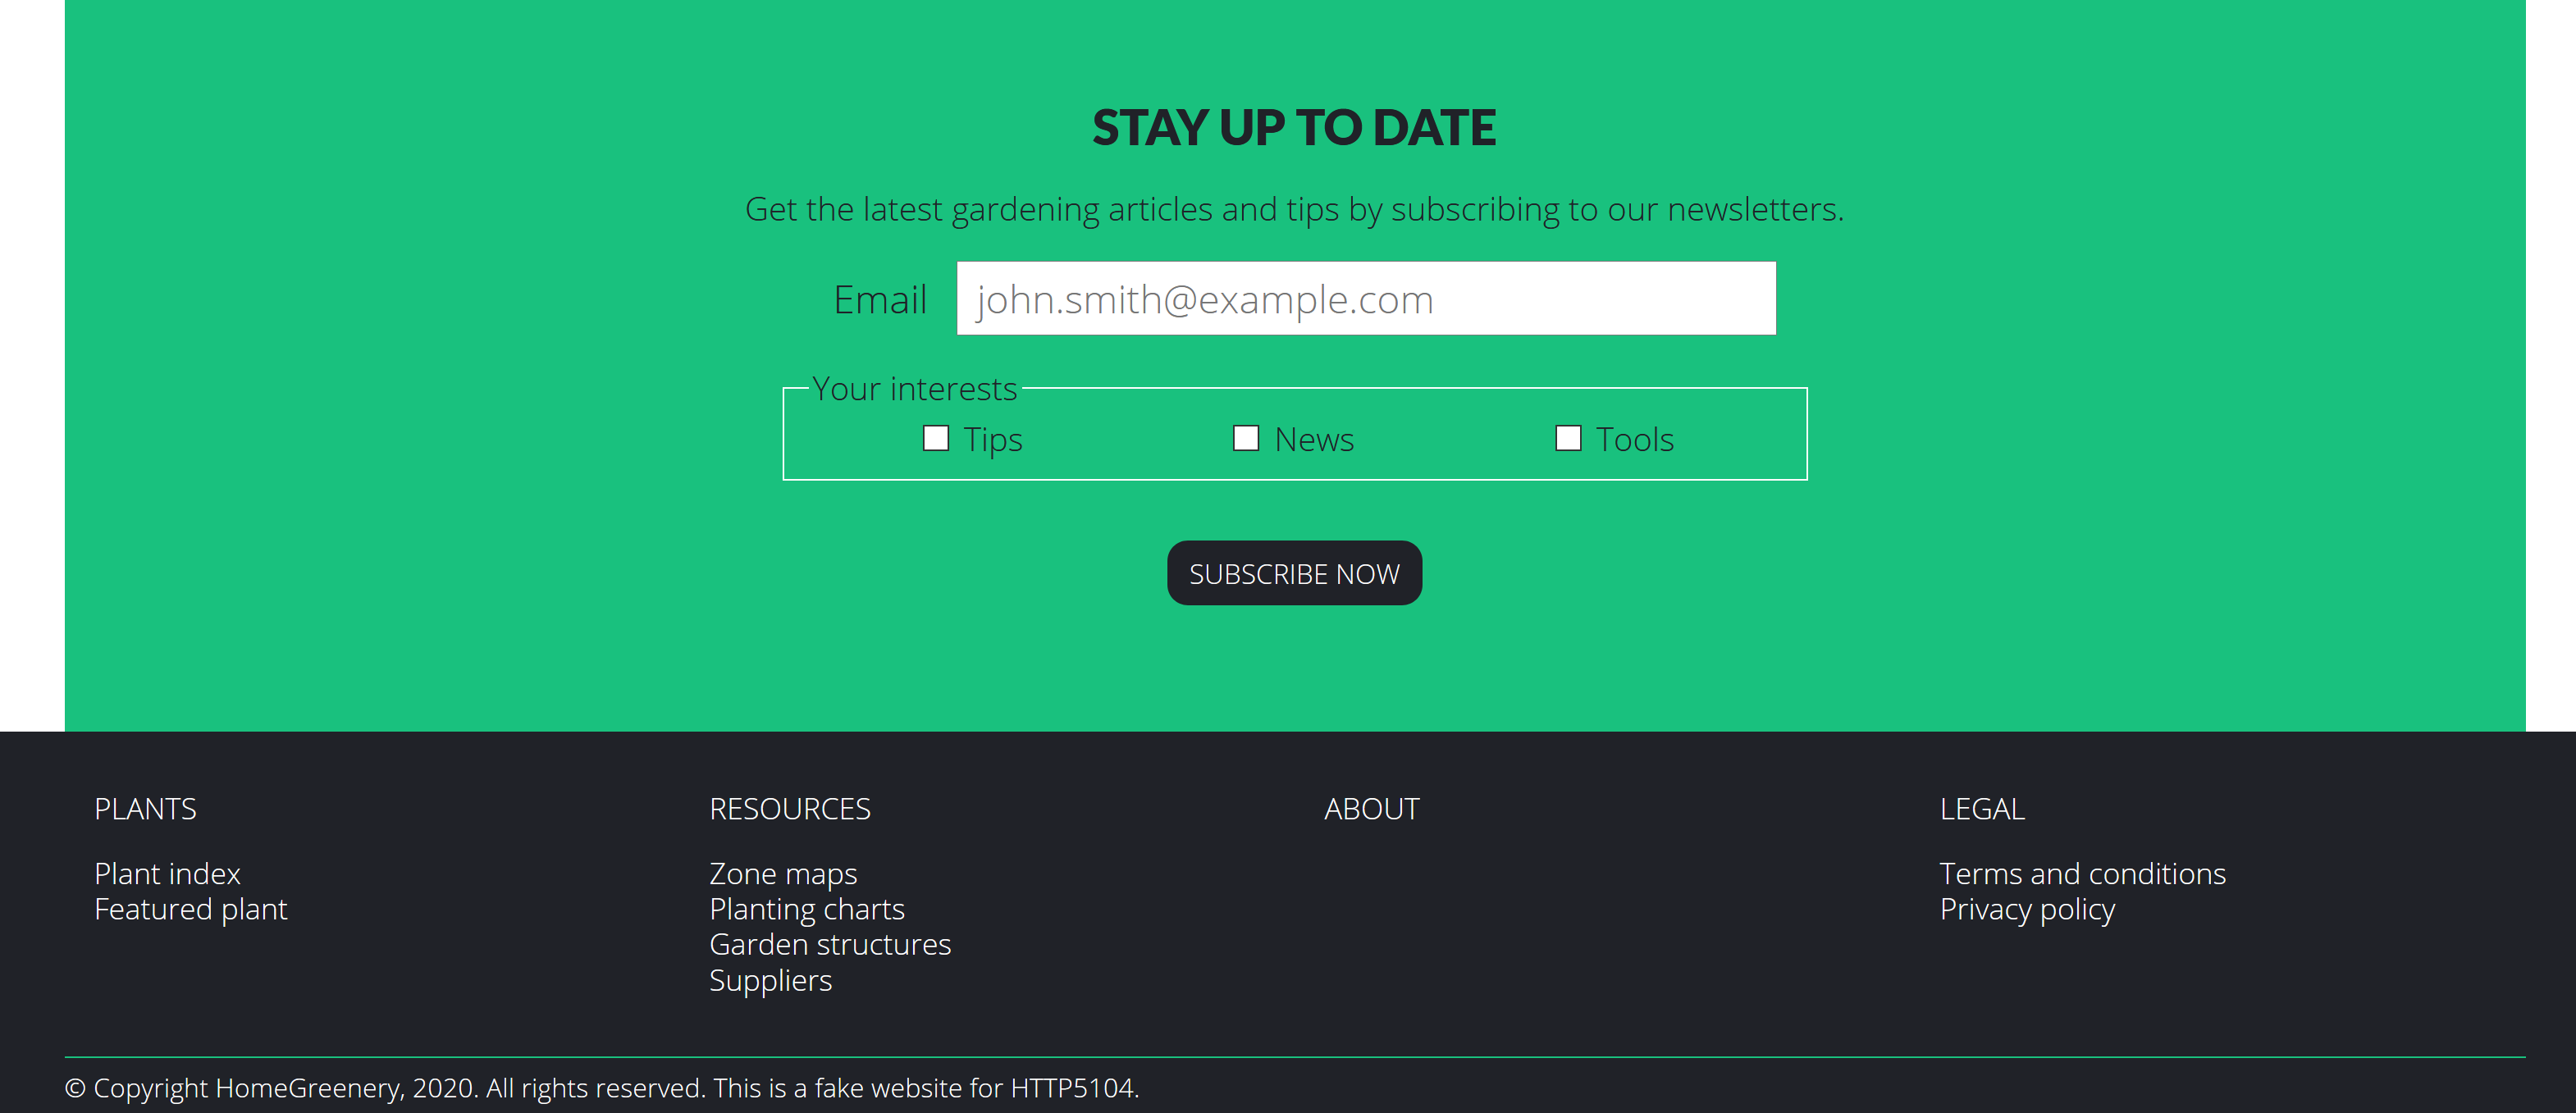 STAY UP TO DATE
Get the latest gardening articles and tips by subscribing to our newsletters.
Email john.smith@example.com
Your interests
Tips News Tools
SUBSCRIBE NOW
PLANTS
Plant index
Featured plant
RESOURCES
Zone maps
Planting charts
Garden structures
Suppliers
ABOUT
LEGAL
Terms and conditions
Privacy policy
© Copyright HomeGreenery, 2020. All rights reserved. This is a fake website for HTTP5104.